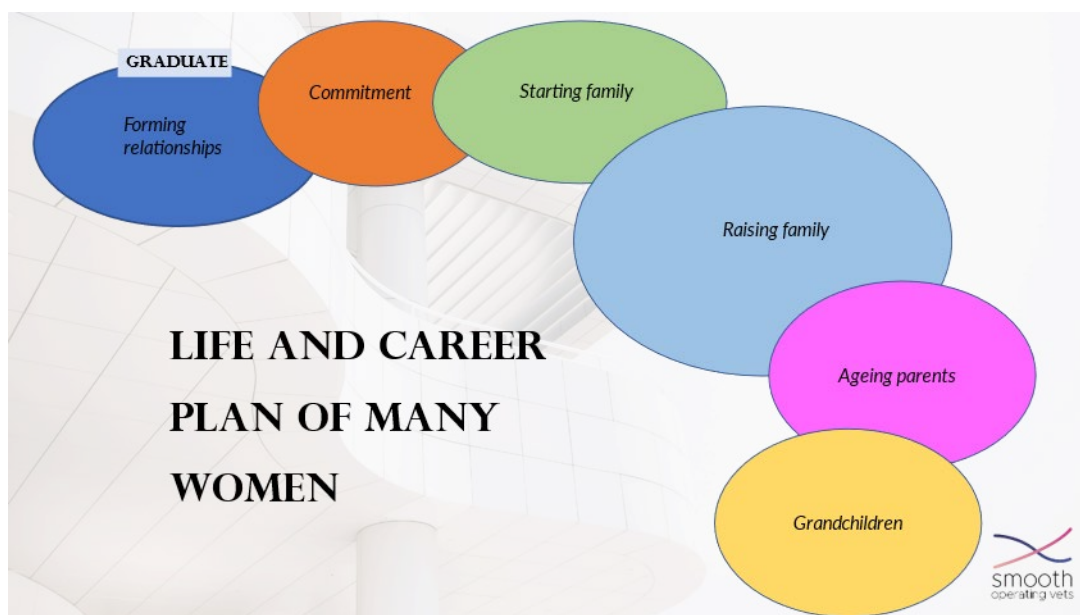 GRADUATE
Forming
relationships
Commitment
Starting family
Raising family
Ageing parents
Grandchildren
LIFE AND CAREER
PLAN OF MANY
WOMEN
smooth
operating vets